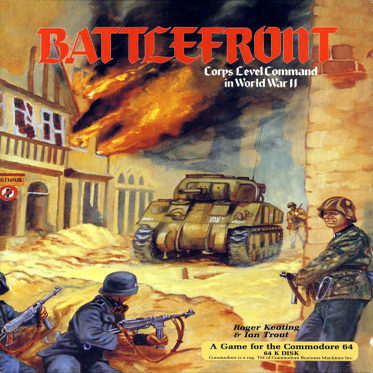 BATTLEFRONT
Corps Level Command
in World War II
STHAUS
Roger Keating
& Ian Trout
A Game for the Commodore 64
64 K DISK
Commodore is a reg. TM of Commodore Business Machines Inc.